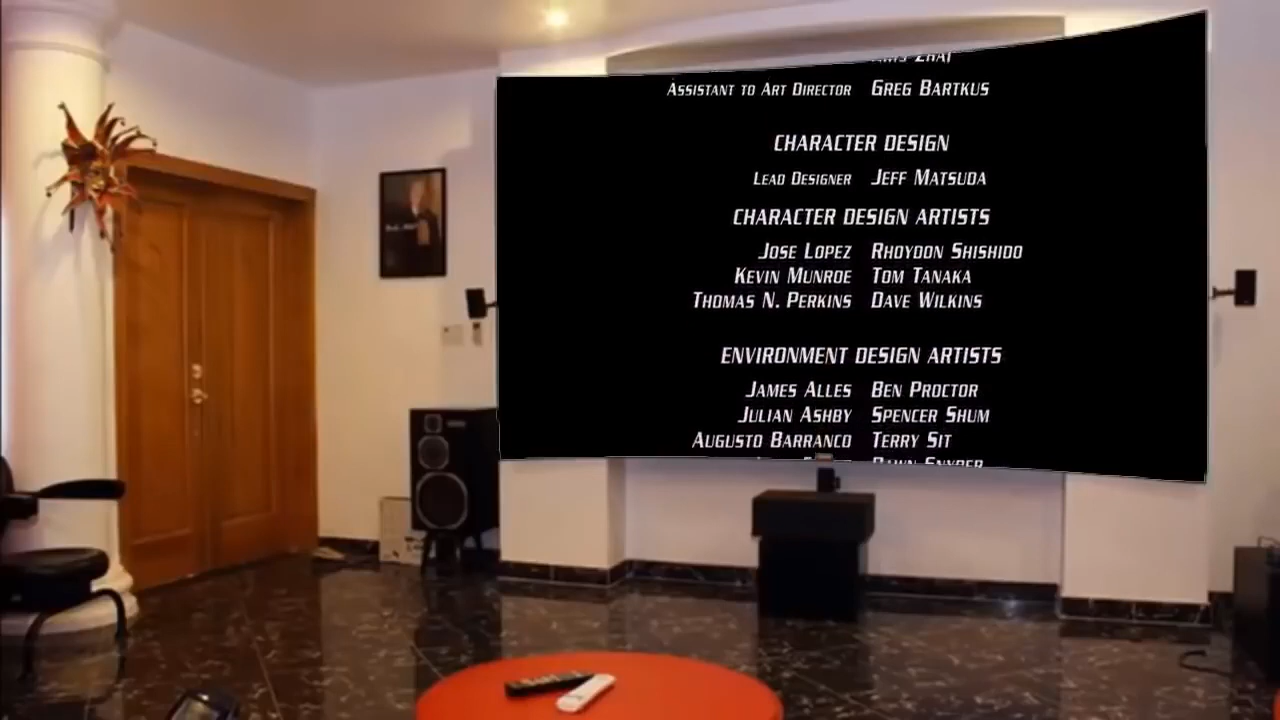 Assistant to Art Director Greg Bartkus
CHARACTER DESIGN
Lead Designer Jeff Matsuda
CHARACTER DESIGN ARTISTS
Jose Lopez Rhoydon Shishido
Kevin Munroe Tom Tanaka
Thomas N. Perkins Dave Wilkins
ENVIRONMENT DESIGN ARTISTS
James Alles Ben Proctor
Julian Ashby Spencer Shum
Augusto Barranco Terry Sit